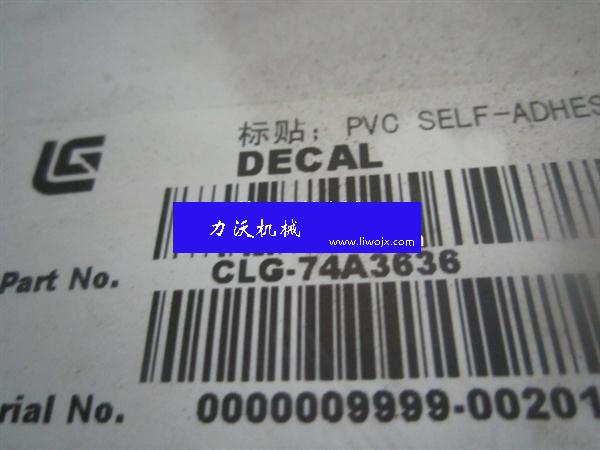 标贴: PVC SELF-ADHES
DECAL
力沃机械
www.liwojx.com
Part No. CLG-74A3636
rial No. 0000009999-00201